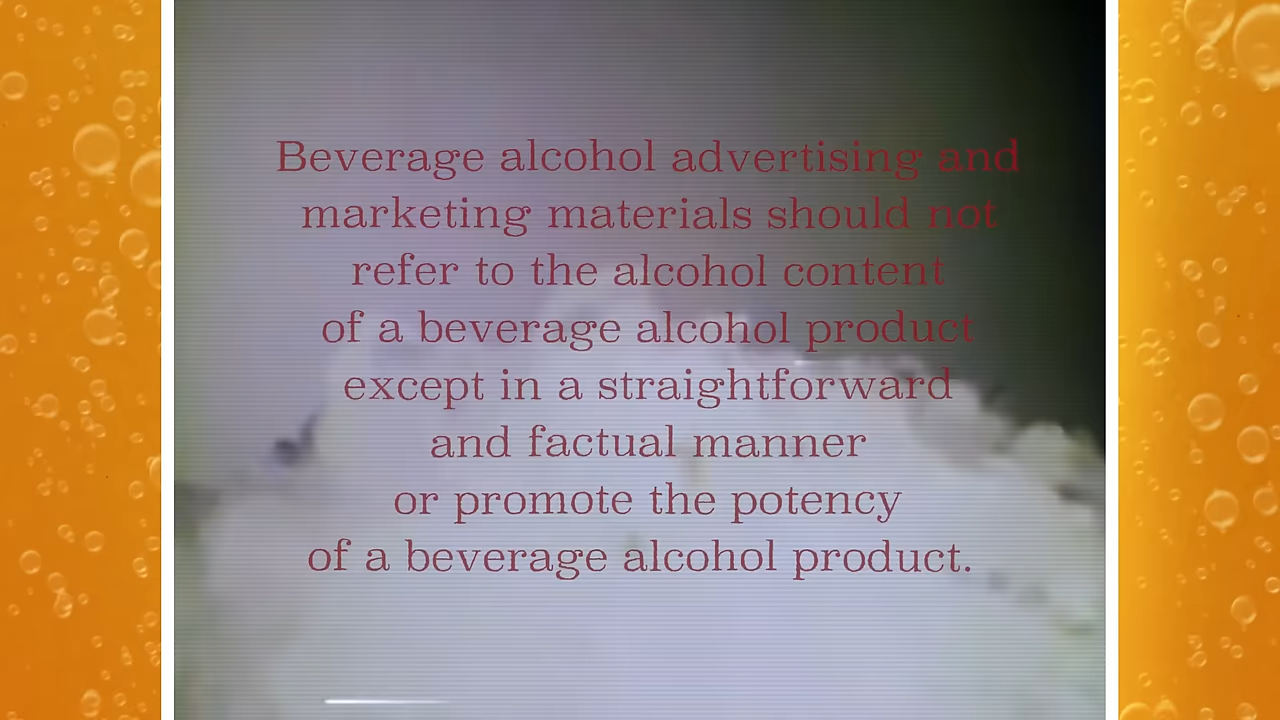 Beverage alcohol advertising and
marketing materials should not
refer to the alcohol content
of a beverage alcohol product
except in a straightforward
and factual manner
or promote the potency
of a beverage alcohol product.